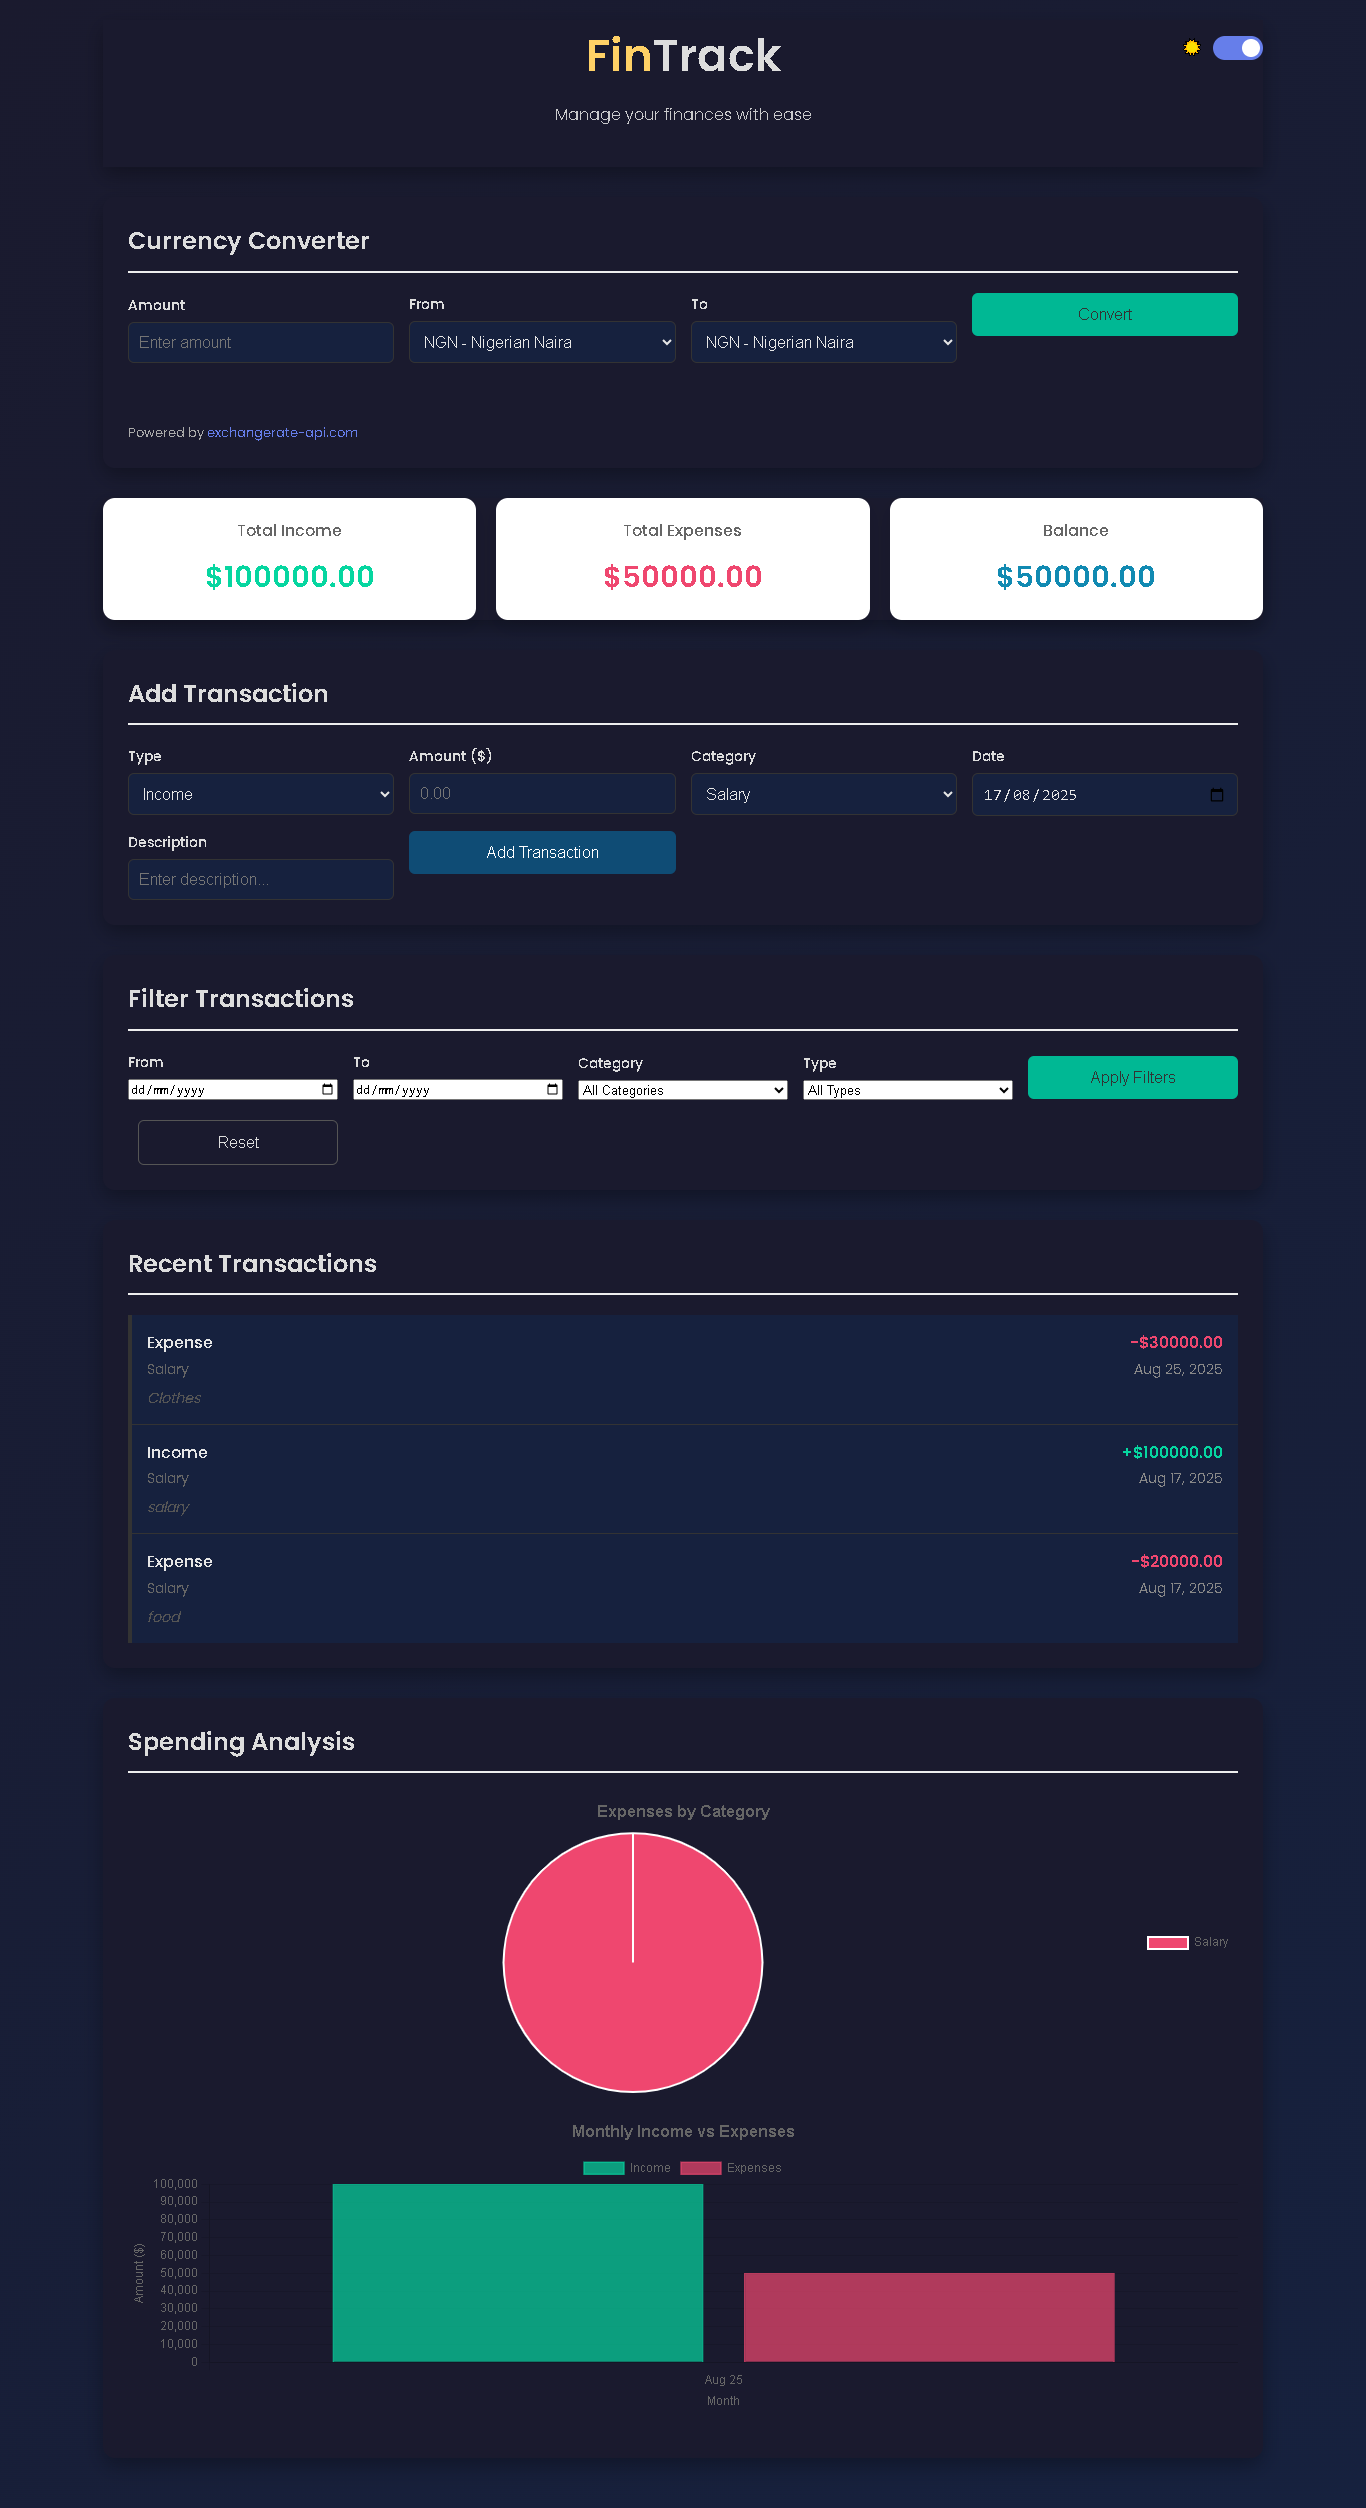 FinTrack
Manage your finances with ease
Currency Converter
Amount
From
To
Convert
Enter amount
NGN - Nigerian Naira
NGN - Nigerian Naira
Powered by exchangerate-api.com
Total Income
Total Expenses
Balance
$100000.00
$50000.00
$50000.00
Add Transaction
Type
Amount ($)
Category
Date
Income
0.00
Salary
17/08/2025
Description
Add Transaction
Enter description...
Filter Transactions
From
To
Category
Type
Apply Filters
dd/mm/yyyy
dd/mm/yyyy
All Categories
All Types
Reset
Recent Transactions
Expense
-$30000.00
Salary
Aug 25, 2025
Clothes
Income
+$100000.00
Salary
Aug 17, 2025
salary
Expense
-$20000.00
Salary
Aug 17, 2025
food
Spending Analysis
Expenses by Category
Salary
Monthly Income vs Expenses
Income
Expenses
Amount ($)
100,000
90,000
80,000
70,000
60,000
50,000
40,000
30,000
20,000
10,000
0
Aug 25
Month